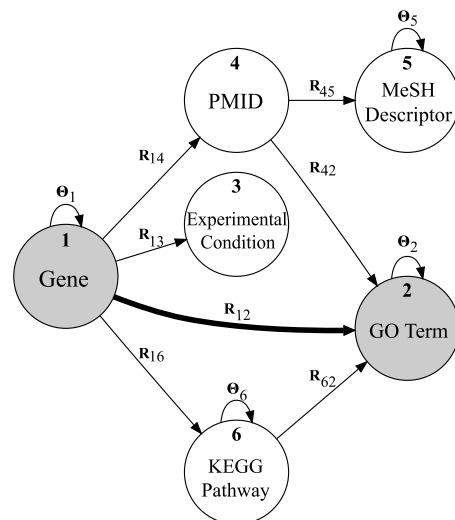 Θ5
4
5
PMID
R45
MeSH
Descriptor
R14
R42
3
Θ1
R13
Experimental
Condition
Θ2
1
2
Gene
R12
GO Term
R16
R62
Θ6
6
KEGG
Pathway